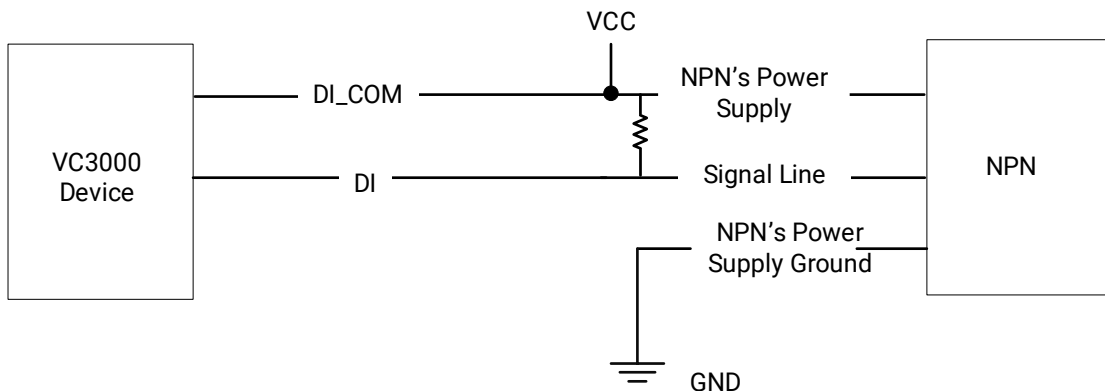 VCC
DI_COM
NPN’s Power
Supply
VC3000
Device
DI
Signal Line
NPN
NPN’s Power
Supply Ground
GND